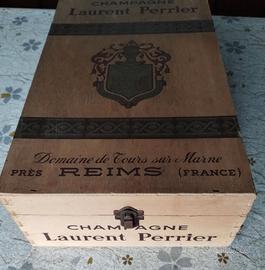 CHAMPAGNE
Laurent Perrier
Domaine de Tours sur Marne
PRÈS REIMS (FRANCE)
CHAMPAGNE
Laurent Perrier